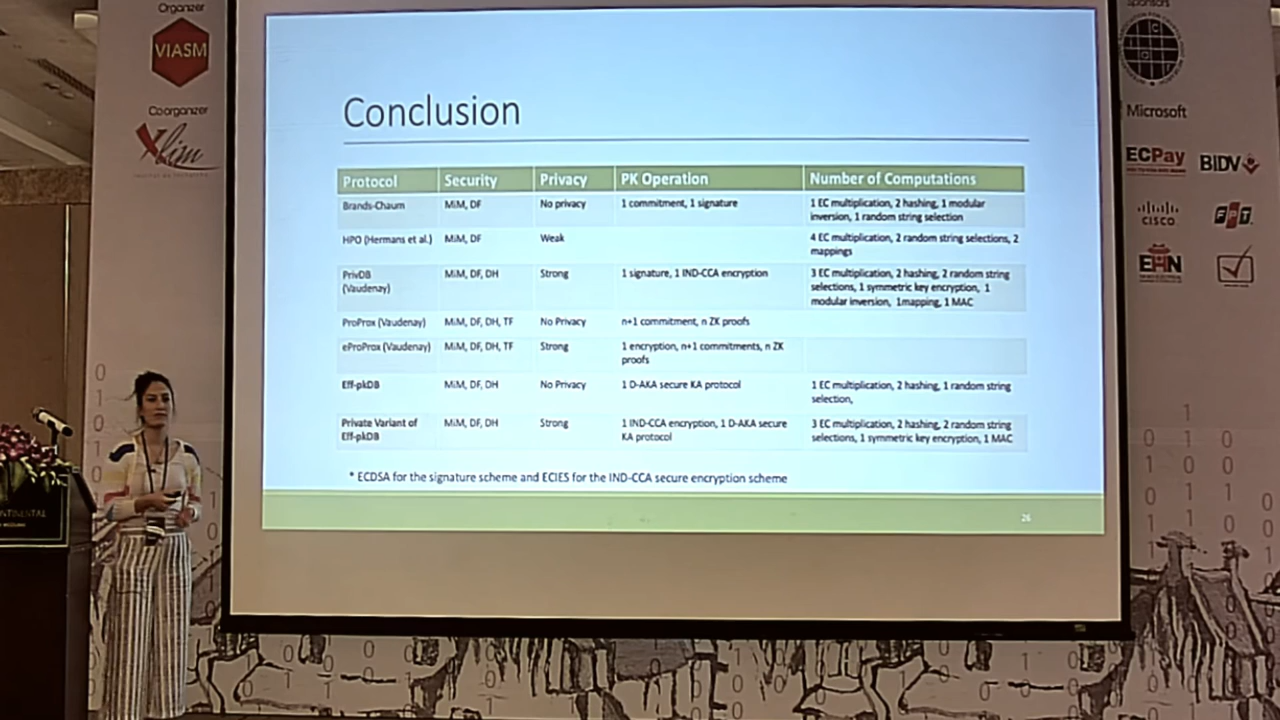 Organizer
VIASM
Coorganizer
Xlim
Conclusion
Protocol Security Privacy PK Operation Number of Computations
Brands-Chaum MiM, DF No privacy 1 commitment, 1 signature 1 EC multiplication, 2 hashing, 1 modular
inversion, 1 random string selection
HPO (Hermans et al.) MiM, DF Weak 4 EC multiplication, 2 random string selections, 2
mappings
PrivDB MiM, DF, DH Strong 1 signature, 1 IND-CCA encryption 3 EC multiplication, 2 hashing, 2 random string
(Vaudenay) selections, 1 symmetric key encryption, 1
modular inversion, 1mapping, 1 MAC
ProProx (Vaudenay) MiM, DF, DH, TF No Privacy n+1 commitment, n ZK proofs
eProProx (Vaudenay) MiM, DF, DH, TF Strong 1 encryption, n+1 commitments, n ZK
proofs
Eff-pkDB MiM, DF, DH No Privacy 1 D-AKA secure KA protocol 1 EC multiplication, 2 hashing, 1 random string
selection,
Private Variant of MiM, DF, DH Strong 1 IND-CCA encryption, 1 D-AKA secure 3 EC multiplication, 2 hashing, 2 random string
Eff-pkDB KA protocol selections, 1 symmetric key encryption, 1 MAC
* ECDSA for the signature scheme and ECIES for the IND-CCA secure encryption scheme
26
Sponsors
Microsoft
ECPay BIDV
CISCO FPT